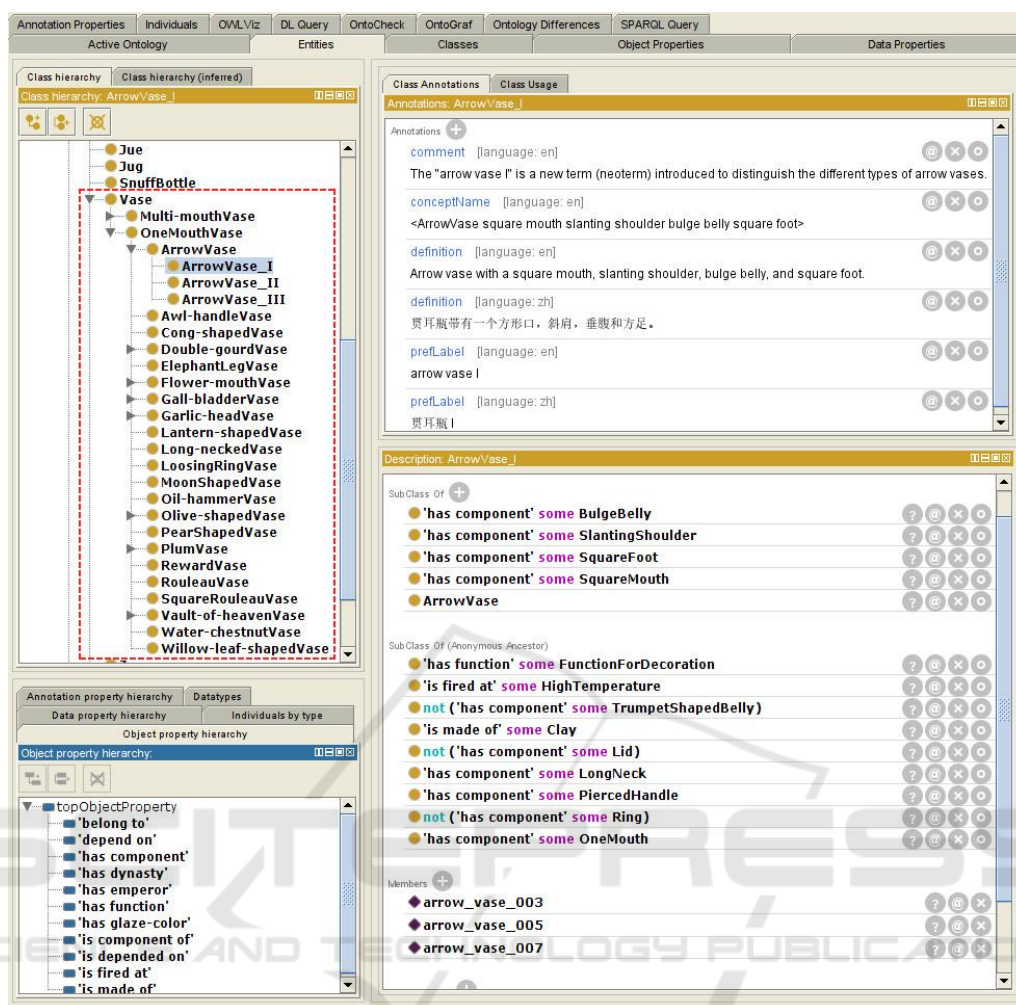 Annotation Properties Individuals OWLViz DL Query OntoCheck OntoGraf Ontology Differences SPARQL Query
Active Ontology Entities Classes Object Properties Data Properties
Class hierarchy Class hierarchy (inferred)
Class hierarchy: ArrowVase_I
Jue
Jug
SnuffBottle
Vase
Multi-mouthVase
OneMouthVase
ArrowVase
ArrowVase_I
ArrowVase_II
ArrowVase_III
Awl-handleVase
Cong-shapedVase
Double-gourdVase
ElephantLegVase
Flower-mouthVase
Gall-bladderVase
Garlic-headVase
Lantern-shapedVase
Long-neckedVase
LoosingRingVase
MoonShapedVase
Oil-hammerVase
Olive-shapedVase
PearShapedVase
PlumVase
RewardVase
RouleauVase
SquareRouleauVase
Vault-of-heavenVase
Water-chestnutVase
Willow-leaf-shapedVase
Annotation property hierarchy Datatypes
Data property hierarchy Individuals by type
Object property hierarchy
Object property hierarchy:
topObjectProperty
'belong to'
'depend on'
'has component'
'has dynasty'
'has emperor'
'has function'
'has glaze-color'
'is component of'
'is depended on'
'is fired at'
'is made of'
Class Annotations Class Usage
Annotations: ArrowVase_I
Annotations
comment [language: en]
The "arrow vase I" is a new term (neoterm) introduced to distinguish the different types of arrow vases.
conceptName [language: en]
<ArrowVase square mouth slanting shoulder bulge belly square foot>
definition [language: en]
Arrow vase with a square mouth, slanting shoulder, bulge belly, and square foot.
definition [language: zh]
贯耳瓶带有一个方形口，斜肩，垂腹和方足。
prefLabel [language: en]
arrow vase I
prefLabel [language: zh]
贯耳瓶 I
Description: ArrowVase_I
SubClass Of
'has component' some BulgeBelly
'has component' some SlantingShoulder
'has component' some SquareFoot
'has component' some SquareMouth
ArrowVase
SubClass Of (Anonymous Ancestor)
'has function' some FunctionForDecoration
'is fired at' some HighTemperature
not ('has component' some TrumpetShapedBelly)
'is made of' some Clay
not ('has component' some Lid)
'has component' some LongNeck
'has component' some PiercedHandle
not ('has component' some Ring)
'has component' some OneMouth
Members
arrow_vase_003
arrow_vase_005
arrow_vase_007